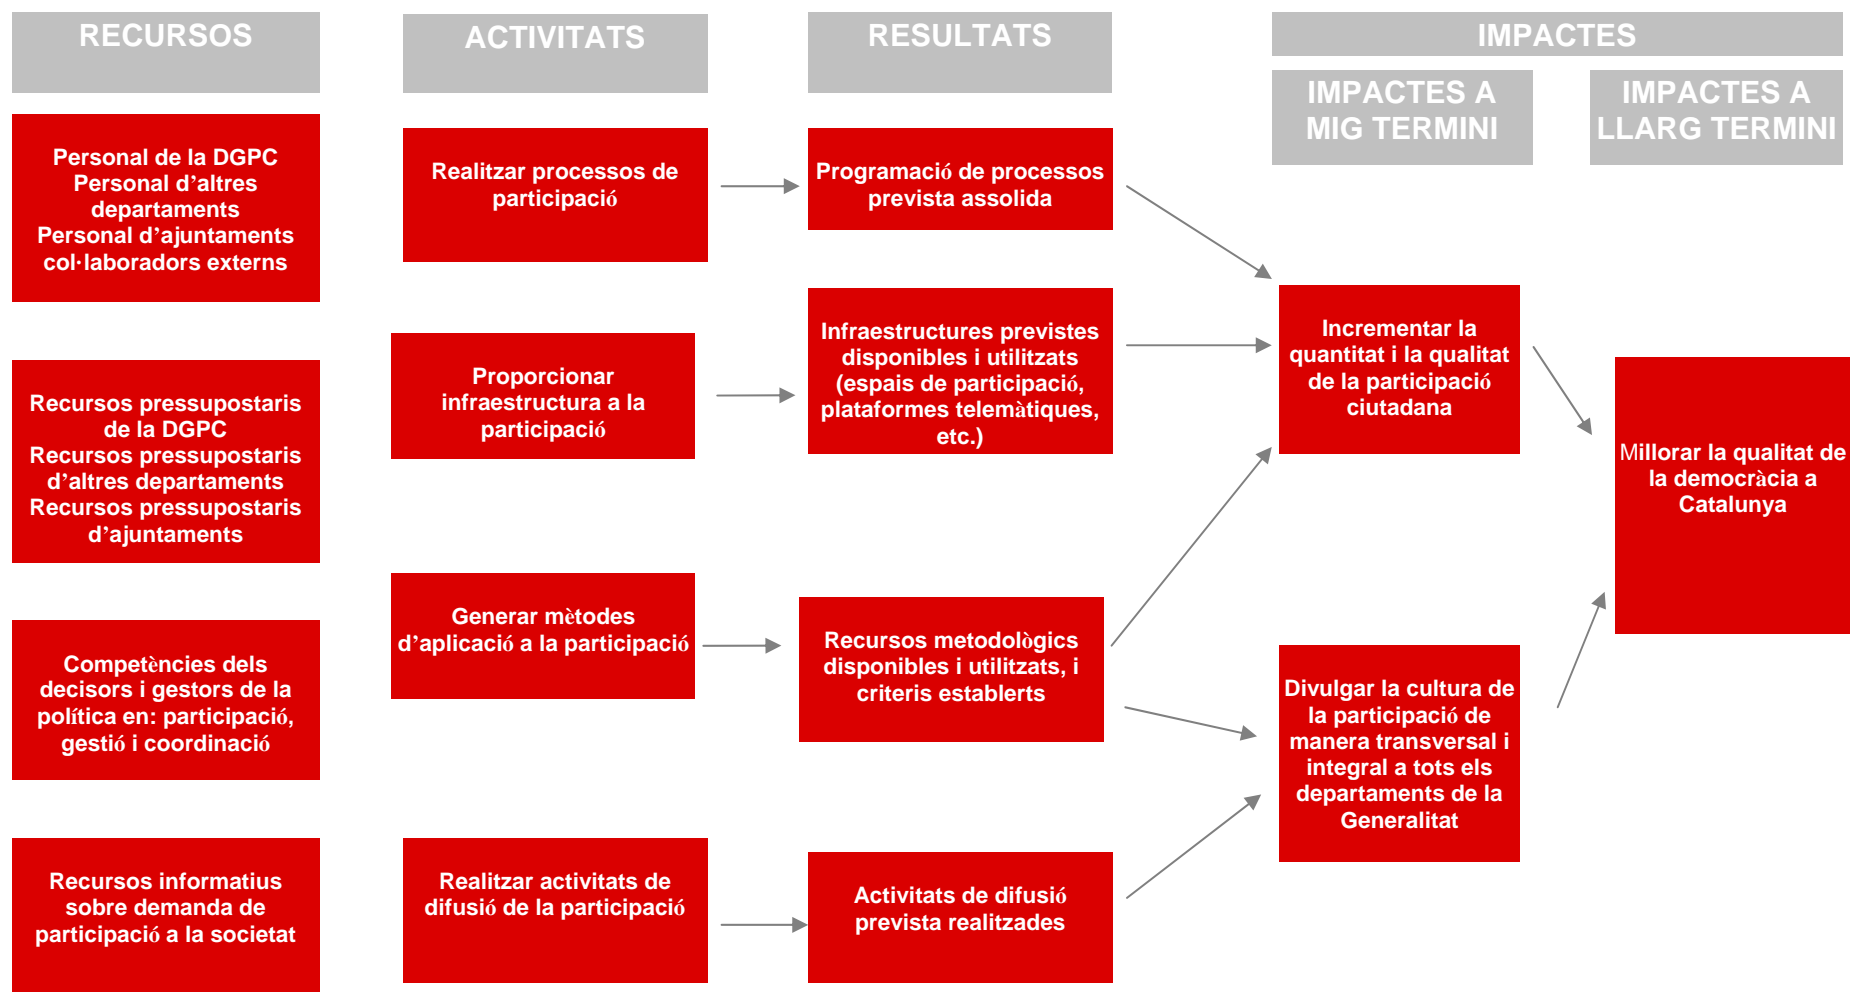 RECURSOS
ACTIVITATS
RESULTATS
IMPACTES
IMPACTES A
MIG TERMINI
IMPACTES A
LLARG TERMINI
Personal de la DGPC
Personal d’altres
departaments
Personal d’ajuntaments
col·laboradors externs
Recursos pressupostaris
de la DGPC
Recursos pressupostaris
d’altres departaments
Recursos pressupostaris
d’ajuntaments
Competències dels
decisors i gestors de la
política en: participació,
gestió i coordinació
Recursos informatius
sobre demanda de
participació a la societat
Realitzar processos de
participació
Proporcionar
infraestructura a la
participació
Generar mètodes
d’aplicació a la participació
Realitzar activitats de
difusió de la participació
Programació de processos
prevista assolida
Infraestructures previstes
disponibles i utilitzats
(espais de participació,
plataformes telemàtiques,
etc.)
Recursos metodològics
disponibles i utilitzats, i
criteris establerts
Activitats de difusió
prevista realitzades
Incrementar la
quantitat i la qualitat
de la participació
ciutadana
Divulgar la cultura de
la participació de
manera transversal i
integral a tots els
departaments de la
Generalitat
Millorar la qualitat de
la democràcia a
Catalunya